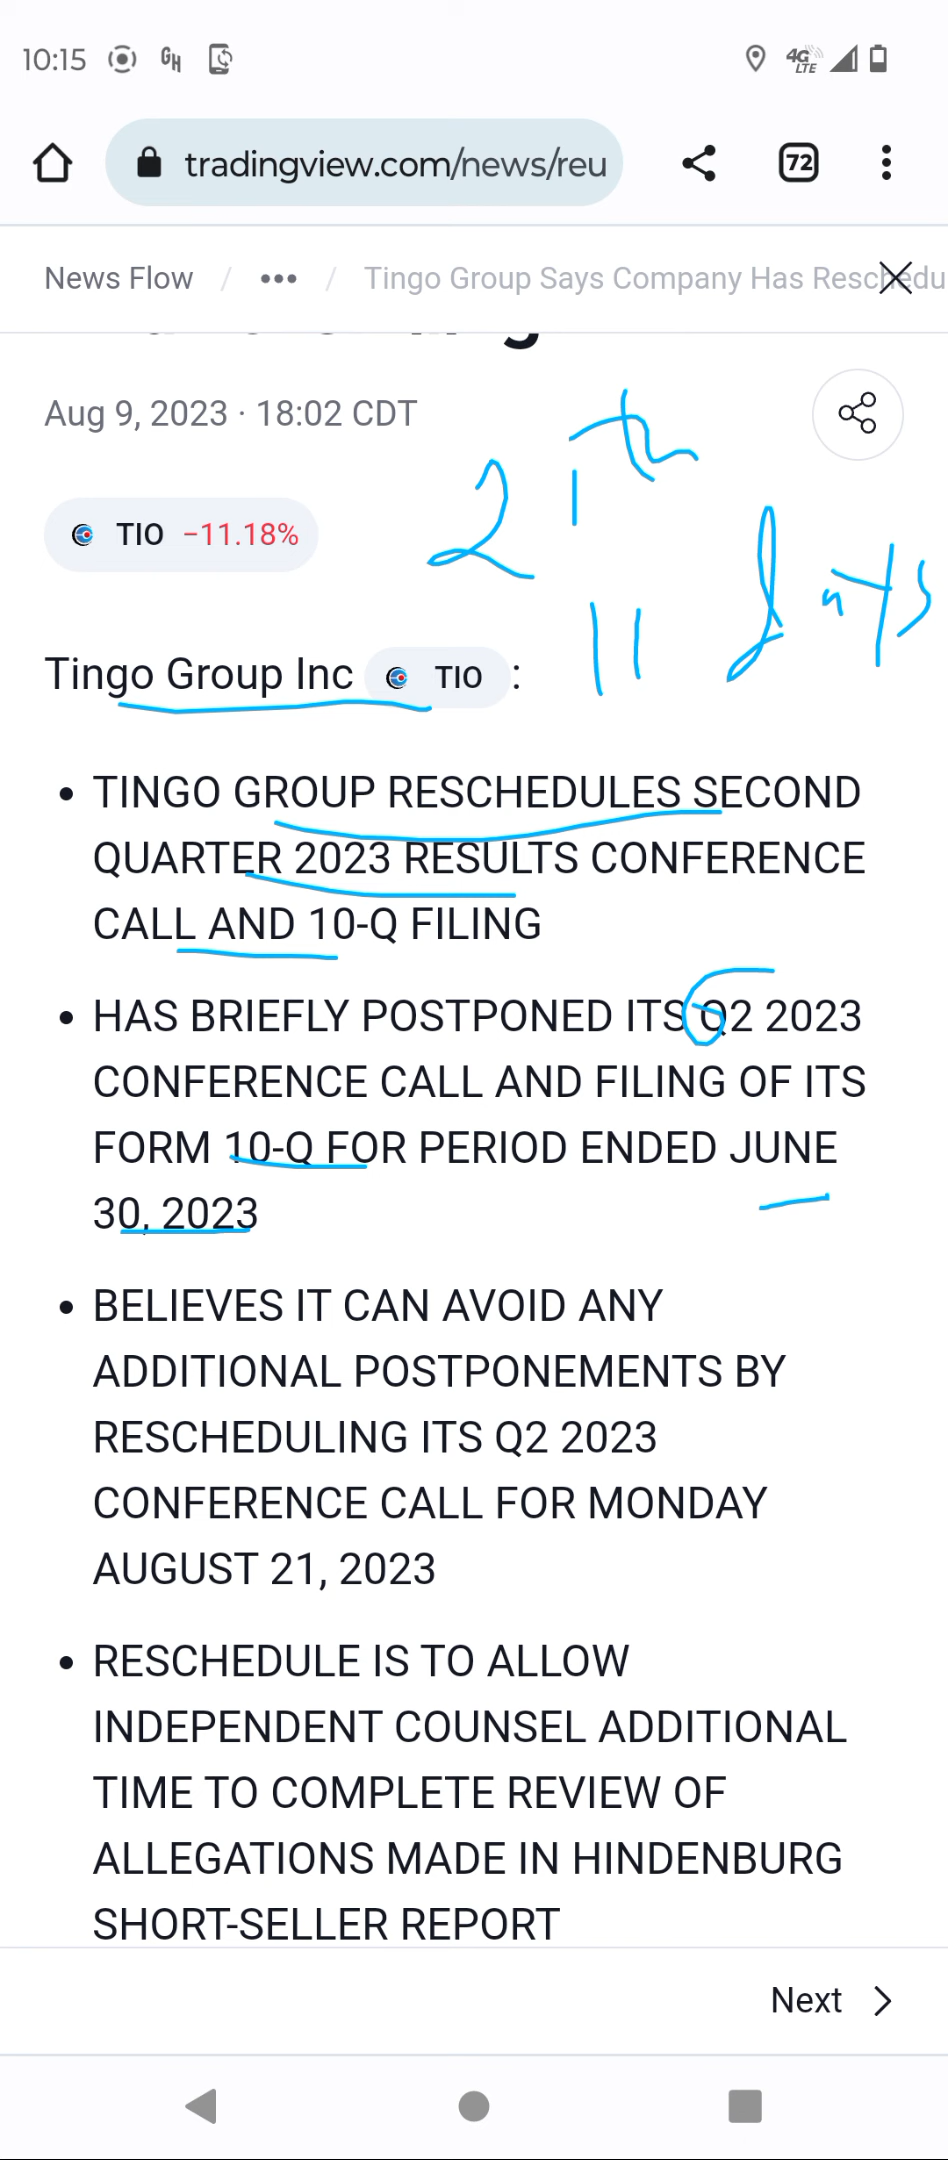 10:15 GH 4G LTE
tradingview.com/news/reu 72
News Flow / ••• / Tingo Group Says Company Has Reschedu
Aug 9, 2023 · 18:02 CDT
21th
TIO −11.18%
11 days
Tingo Group Inc TIO :
• TINGO GROUP RESCHEDULES SECOND
QUARTER 2023 RESULTS CONFERENCE
CALL AND 10-Q FILING
• HAS BRIEFLY POSTPONED ITS Q2 2023
CONFERENCE CALL AND FILING OF ITS
FORM 10-Q FOR PERIOD ENDED JUNE
30, 2023
• BELIEVES IT CAN AVOID ANY
ADDITIONAL POSTPONEMENTS BY
RESCHEDULING ITS Q2 2023
CONFERENCE CALL FOR MONDAY
AUGUST 21, 2023
• RESCHEDULE IS TO ALLOW
INDEPENDENT COUNSEL ADDITIONAL
TIME TO COMPLETE REVIEW OF
ALLEGATIONS MADE IN HINDENBURG
SHORT-SELLER REPORT
Next